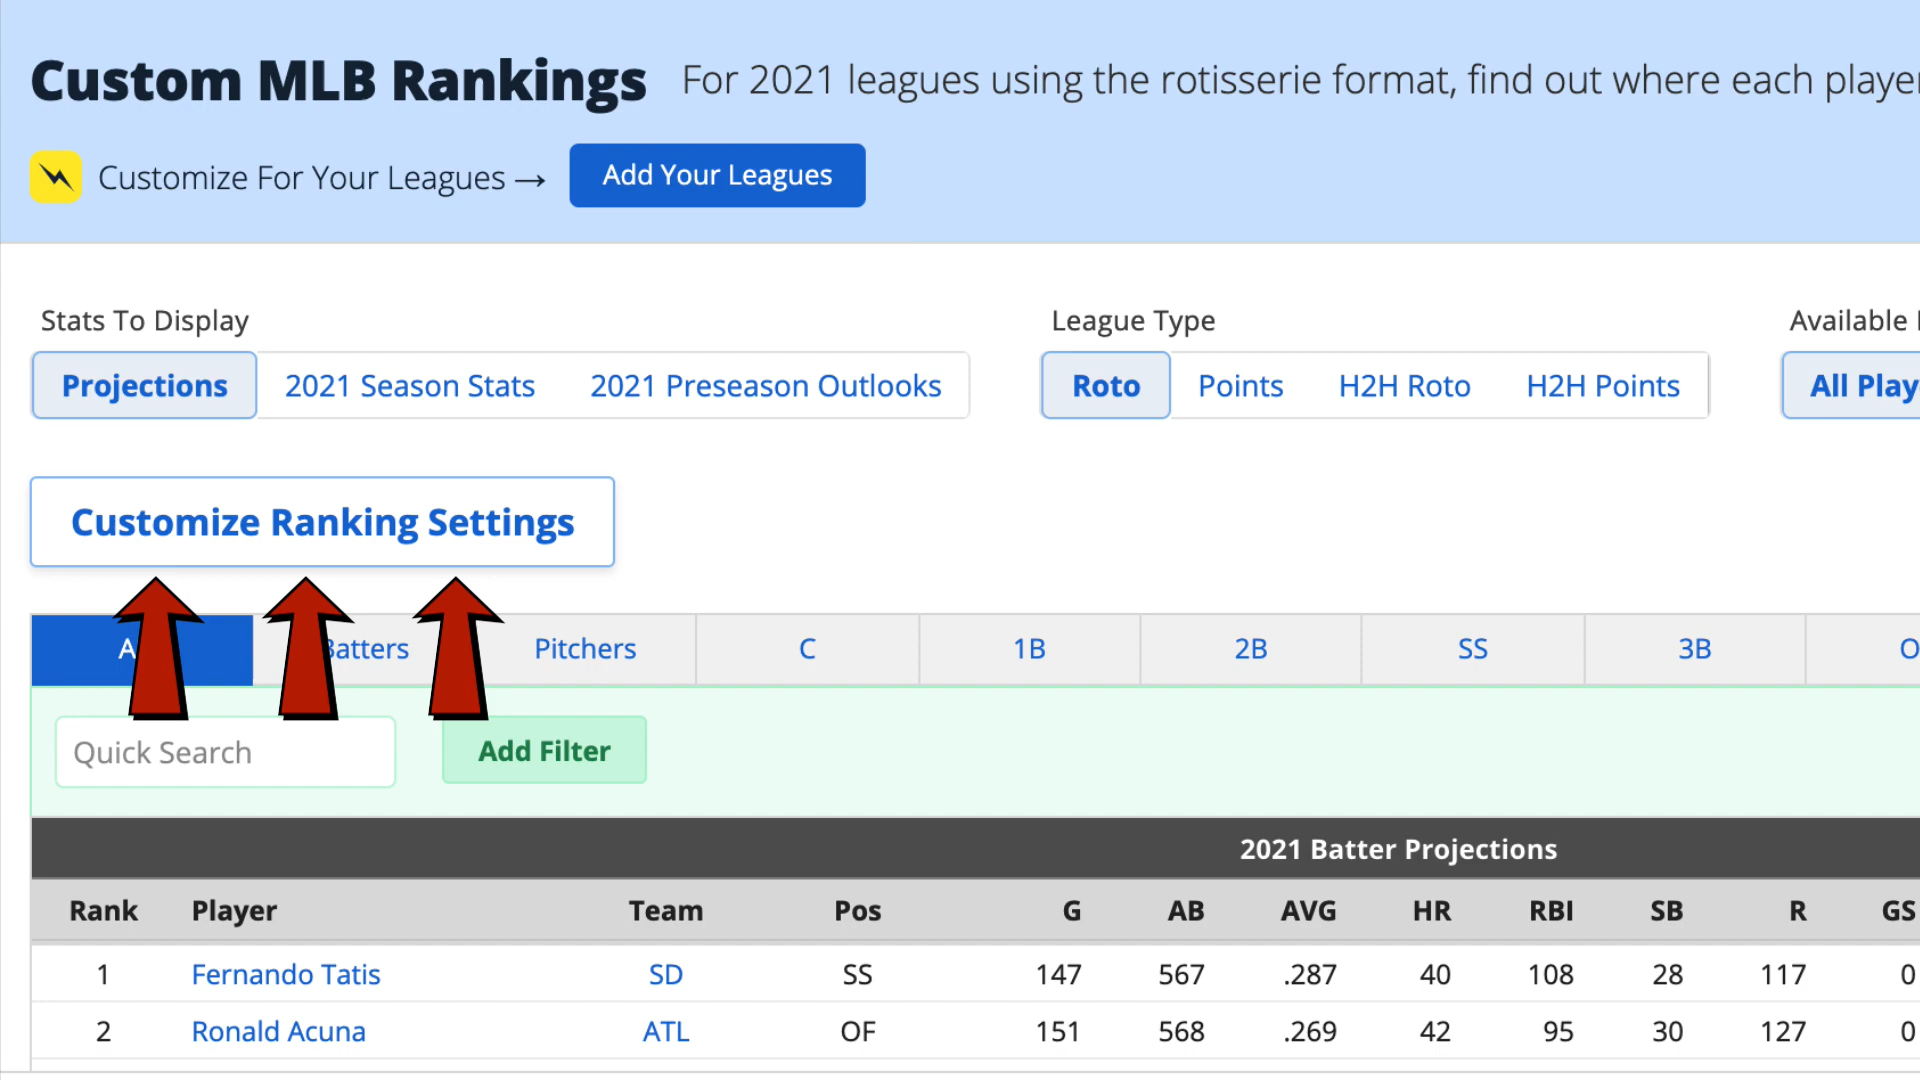 Custom MLB Rankings For 2021 leagues using the rotisserie format, find out where each player
Customize For Your Leagues → Add Your Leagues
Stats To Display League Type Available
Projections 2021 Season Stats 2021 Preseason Outlooks Roto Points H2H Roto H2H Points All Play
Customize Ranking Settings
A Batters Pitchers C 1B 2B SS 3B O
Quick Search Add Filter
2021 Batter Projections
Rank Player Team Pos G AB AVG HR RBI SB R GS
1 Fernando Tatis SD SS 147 567 .287 40 108 28 117 0
2 Ronald Acuna ATL OF 151 568 .269 42 95 30 127 0